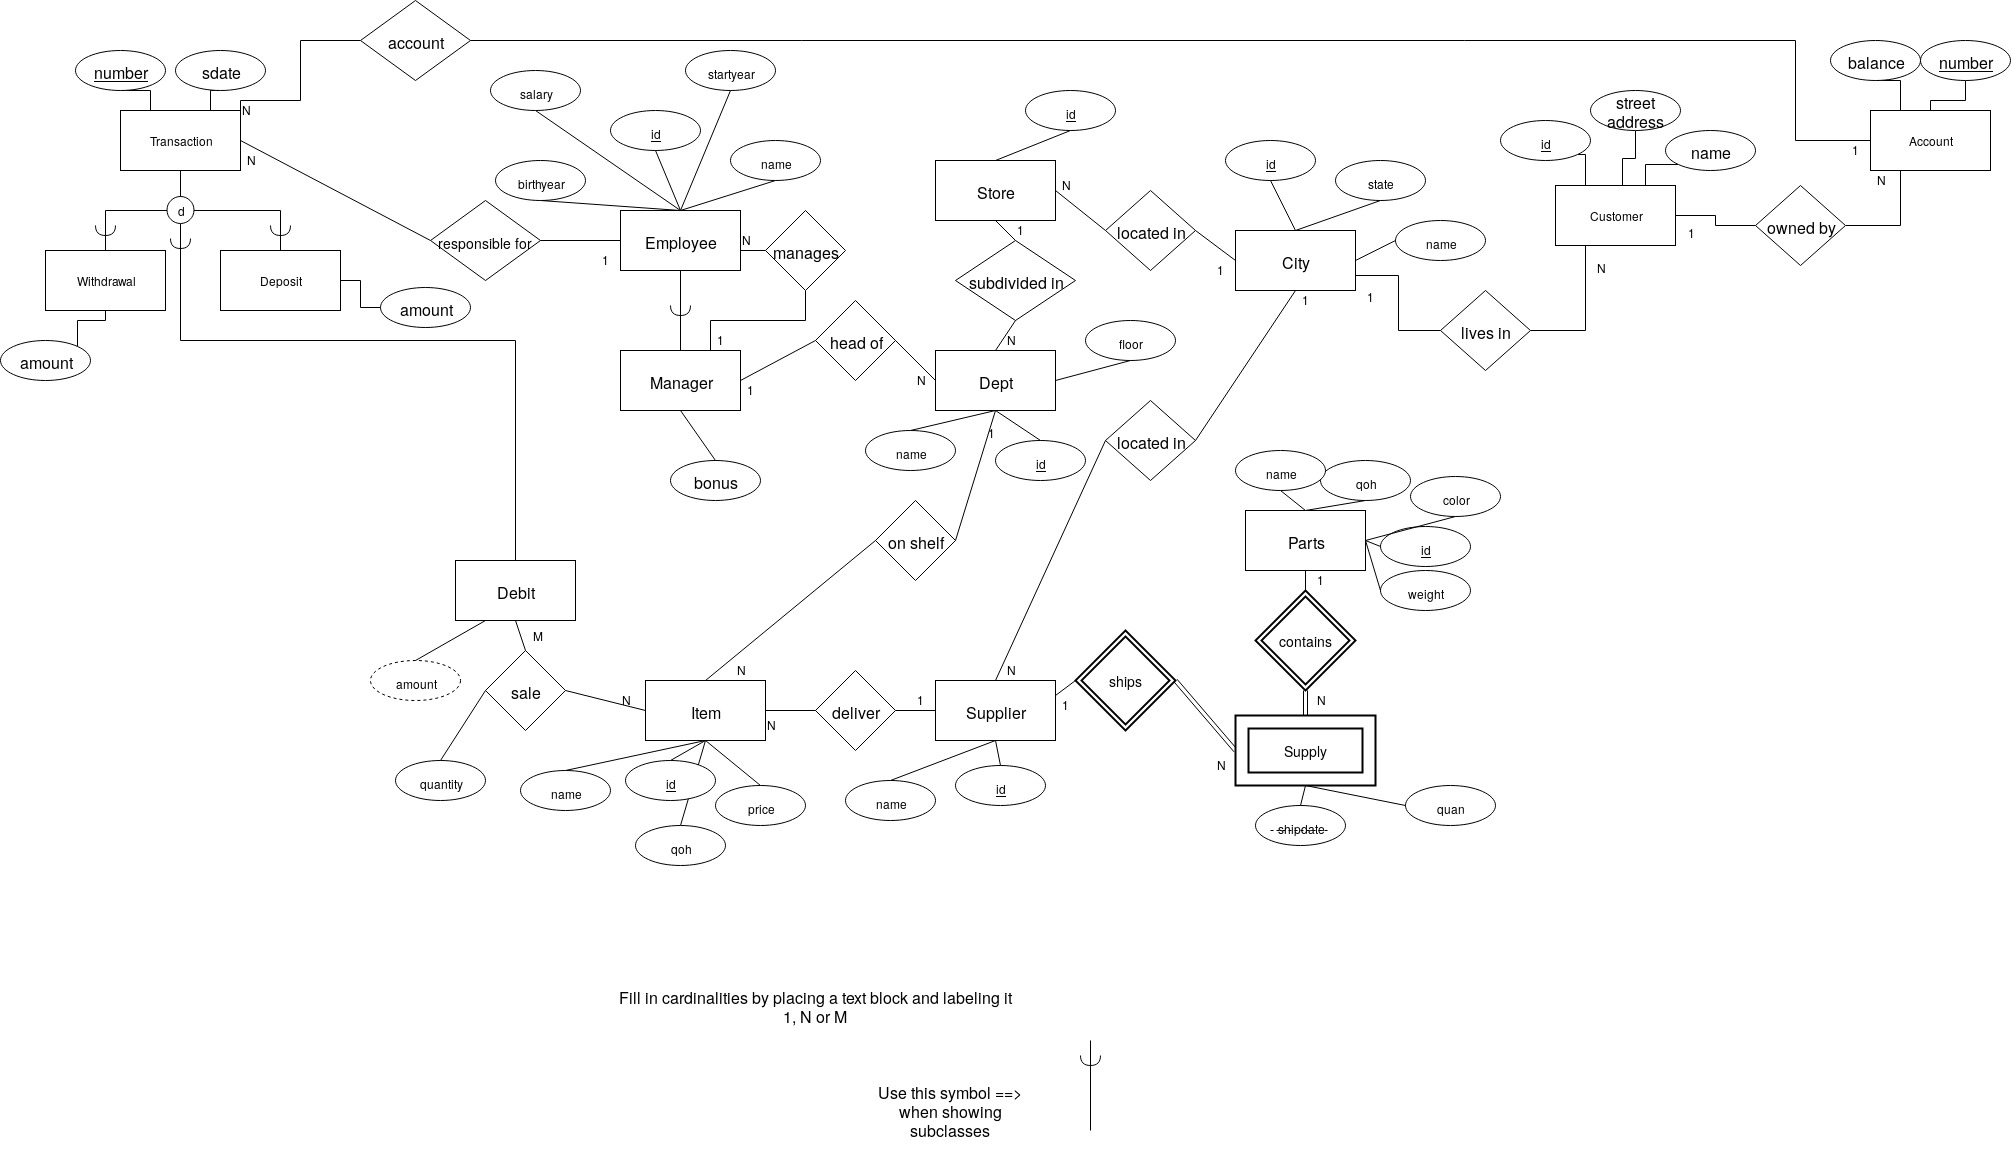 account
number
sdate
N
Transaction
N
d
Withdrawal
Deposit
amount
amount
salary
startyear
id
birthyear
name
responsible for
1
Employee
N
manages
Manager
1
1
head of
N
bonus
id
Store
N
1
subdivided in
N
Dept
floor
name
1
id
located in
1
id
state
name
City
1
1
lives in
N
id
street
address
name
Customer
1
owned by
N
1
balance
number
Account
located in
on shelf
Debit
M
amount
sale
quantity
N
N
Item
N
name
id
price
qoh
deliver
1
N
Supplier
1
name
id
ships
N
name
qoh
color
id
weight
Parts
1
contains
N
Supply
- shipdate-
quan
Fill in cardinalities by placing a text block and labeling it
1, N or M
Use this symbol ==>
when showing
subclasses